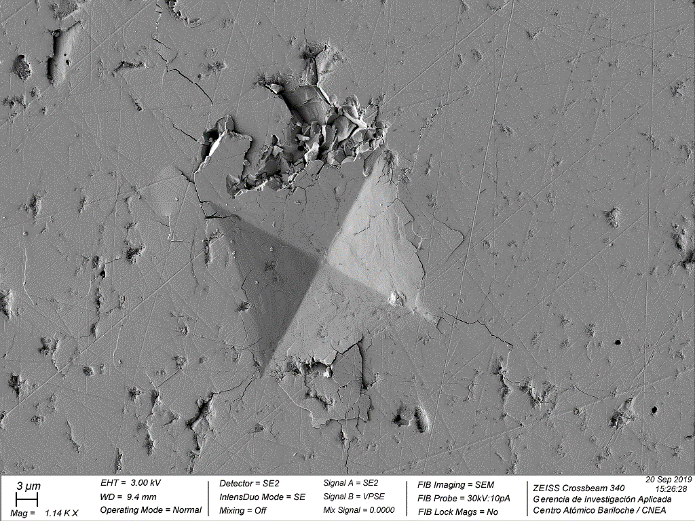 3 µm
Mag = 1.14 K X
EHT = 3.00 kV
WD = 9.4 mm
Operating Mode = Normal
Detector = SE2
IntensDuo Mode = SE
Mixing = Off
Signal A = SE2
Signal B = VPSE
Mix Signal = 0.0000
FIB Imaging = SEM
FIB Probe = 30kV:10pA
FIB Lock Mags = No
20 Sep 2019
15:26:28
ZEISS Crossbeam 340
Gerencia de Investigación Aplicada
Centro Atómico Bariloche / CNEA